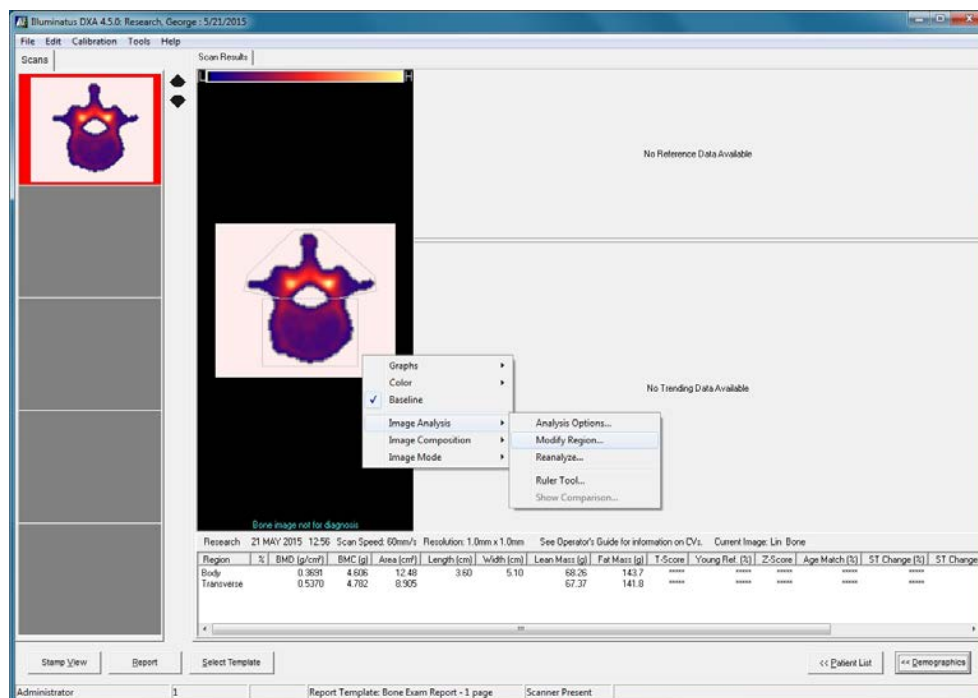 Illuminatus DXA 4.5.0: Research, George : 5/21/2015
File Edit Calibration Tools Help
Scans
Scan Results
L H
No Reference Data Available
Graphs
Color
✓ Baseline
Image Analysis
Image Composition
Image Mode
Analysis Options...
Modify Region...
Reanalyze...
Ruler Tool...
Show Comparison...
No Trending Data Available
Bone image not for diagnosis
Research 21 MAY 2015 12:56 Scan Speed: 60mm/s Resolution: 1.0mm x 1.0mm See Operator's Guide for information on CVs. Current Image: Lin Bone
Region % BMD (g/cm²) BMC (g) Area (cm²) Length (cm) Width (cm) Lean Mass (g) Fat Mass (g) T-Score Young Ref. (%) Z-Score Age Match (%) ST Change (%) ST Change
Body 0.3691 4.606 12.48 3.60 5.10 68.26 143.7 ***** ***** ***** ***** *****
Transverse 0.5370 4.782 8.905 67.37 141.8 ***** ***** ***** ***** *****
Stamp View Report Select Template << Patient List << Demographics
Administrator 1 Report Template: Bone Exam Report - 1 page Scanner Present